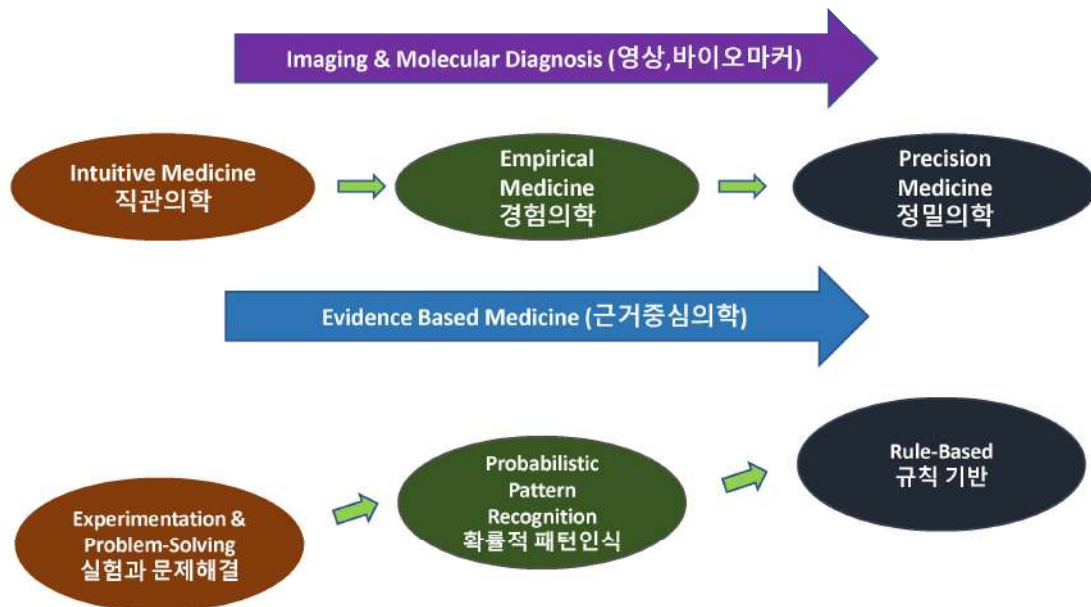 Imaging & Molecular Diagnosis (영상,바이오마커)
Intuitive Medicine
직관의학
Empirical
Medicine
경험의학
Precision
Medicine
정밀의학
Evidence Based Medicine (근거중심의학)
Experimentation &
Problem-Solving
실험과 문제해결
Probabilistic
Pattern
Recognition
확률적 패턴인식
Rule-Based
규칙 기반